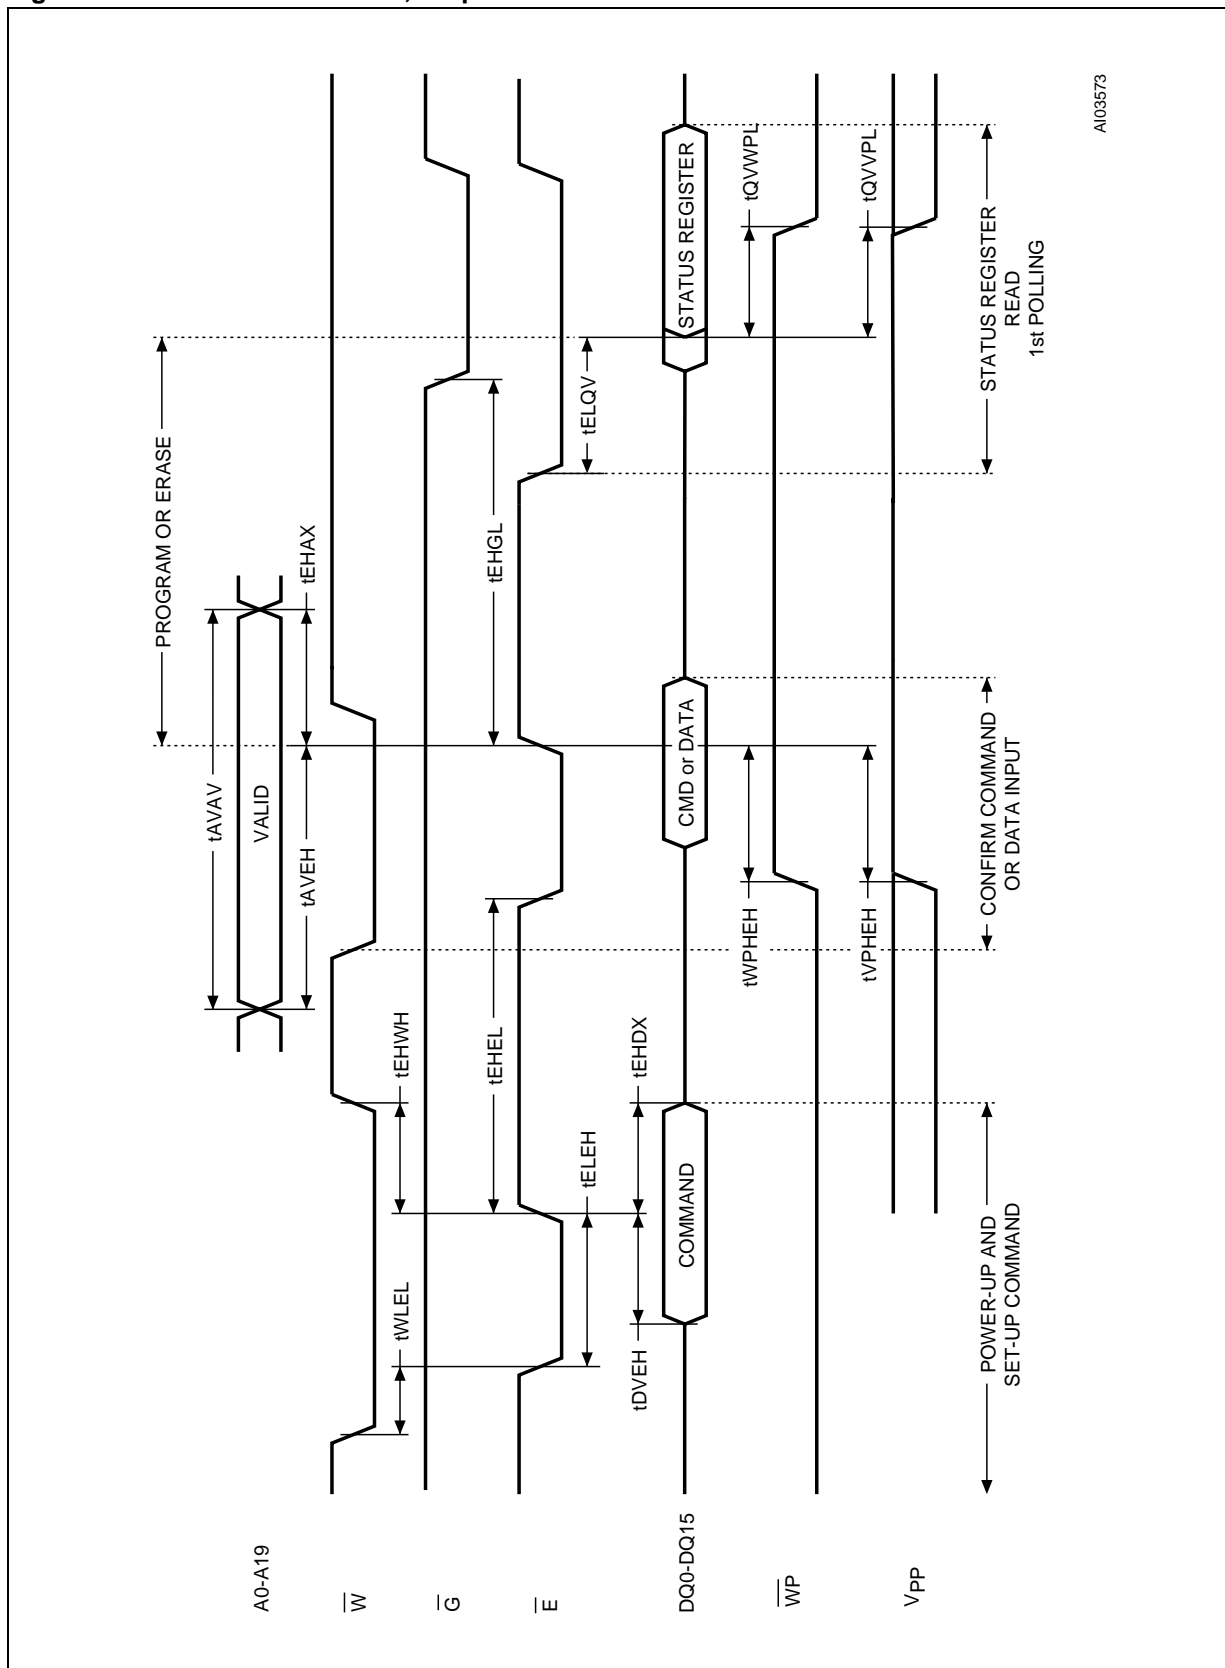 PROGRAM OR ERASE
tAVAV
tAVEH
tEHAX
A0-A19
VALID
W
tWLEL
tEHWH
G
tEHEL
tEHGL
E
tELEH
tELQV
tDVEH
tEHDX
DQ0-DQ15
COMMAND
CMD or DATA
STATUS REGISTER
tWPHEH
tQVWPL
WP
tVPHEH
tQVVPL
VPP
POWER-UP AND
SET-UP COMMAND
CONFIRM COMMAND
OR DATA INPUT
STATUS REGISTER
READ
1st POLLING
AI03573